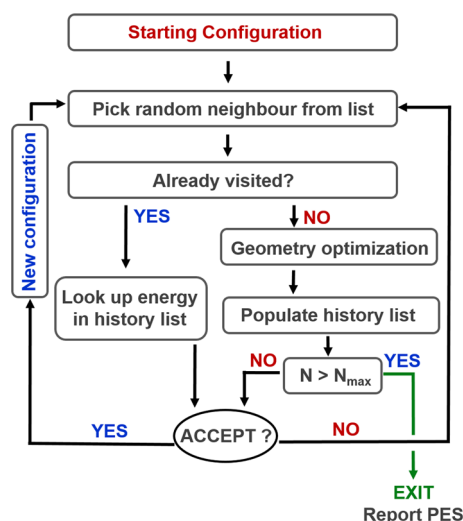 Starting Configuration
Pick random neighbour from list
New configuration
Already visited?
YES
NO
Geometry optimization
Look up energy
in history list
Populate history list
NO
YES
N > Nmax
YES
ACCEPT ?
NO
EXIT
Report PES